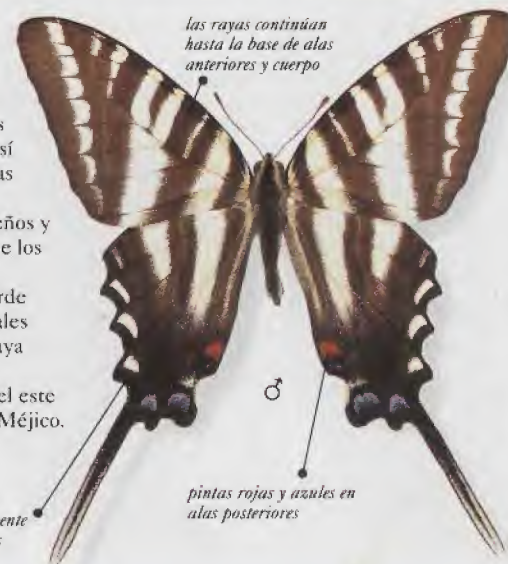 las rayas continúan
hasta la base de alas
anteriores y cuerpo
s
sí
as
eños y
e los
rde
ales
aya
el este
Méjico.
ente
s
♂
pintas rojas y azules en
alas posteriores